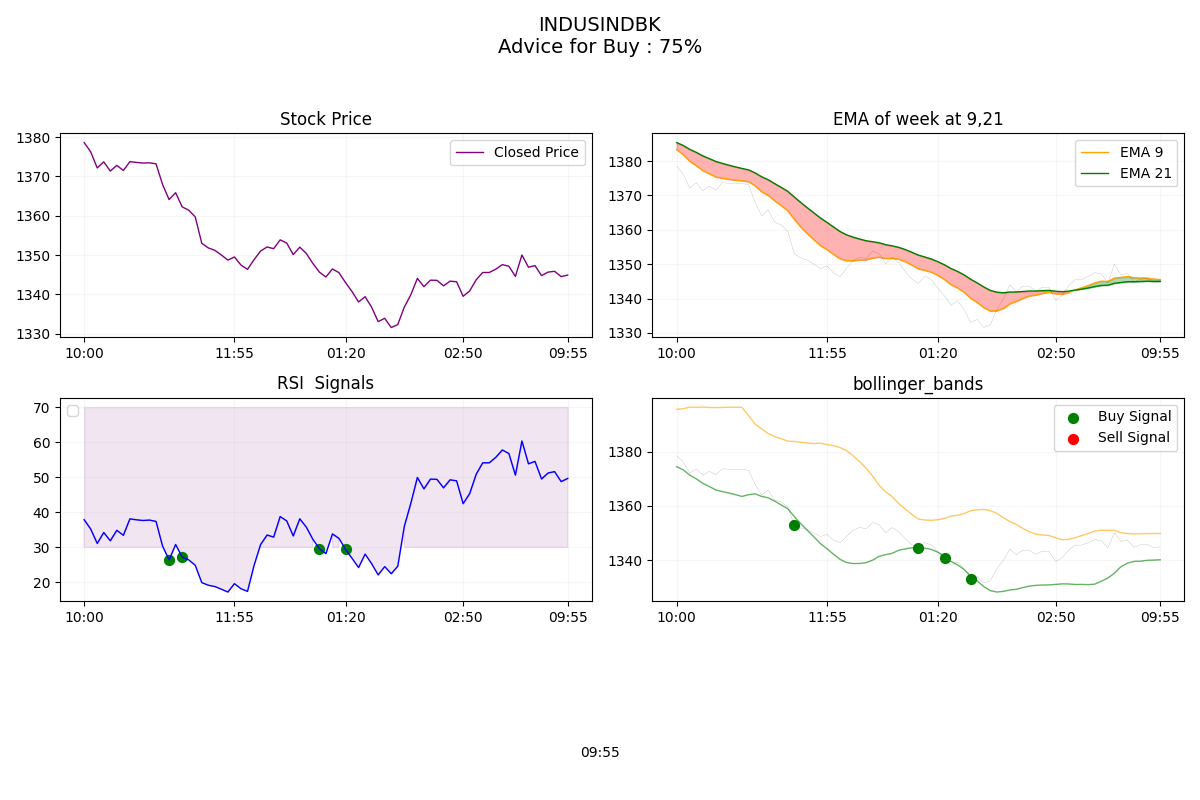 INDUSINDBK
Advice for Buy : 75%
Stock Price
1380
1370
1360
1350
1340
1330
Closed Price
10:00 11:55 01:20 02:50 09:55
EMA of week at 9,21
1380
1370
1360
1350
1340
1330
EMA 9
EMA 21
10:00 11:55 01:20 02:50 09:55
RSI  Signals
70
60
50
40
30
20
10:00 11:55 01:20 02:50 09:55
bollinger_bands
1380
1360
1340
Buy Signal
Sell Signal
10:00 11:55 01:20 02:50 09:55
09:55